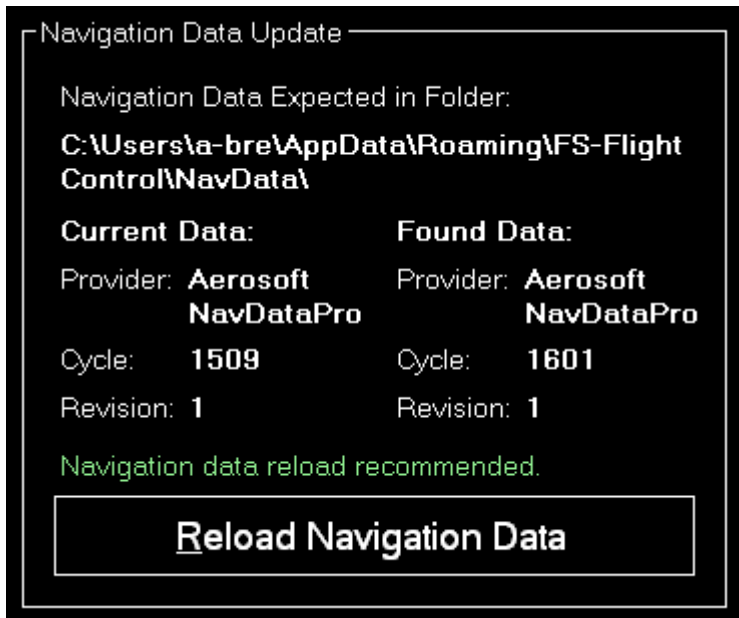 Navigation Data Update
Navigation Data Expected in Folder:
C:\Users\a-bre\AppData\Roaming\FS-Flight
Control\NavData\
Current Data: Found Data:
Provider: Aerosoft Provider: Aerosoft
NavDataPro NavDataPro
Cycle: 1509 Cycle: 1601
Revision: 1 Revision: 1
Navigation data reload recommended.
Reload Navigation Data